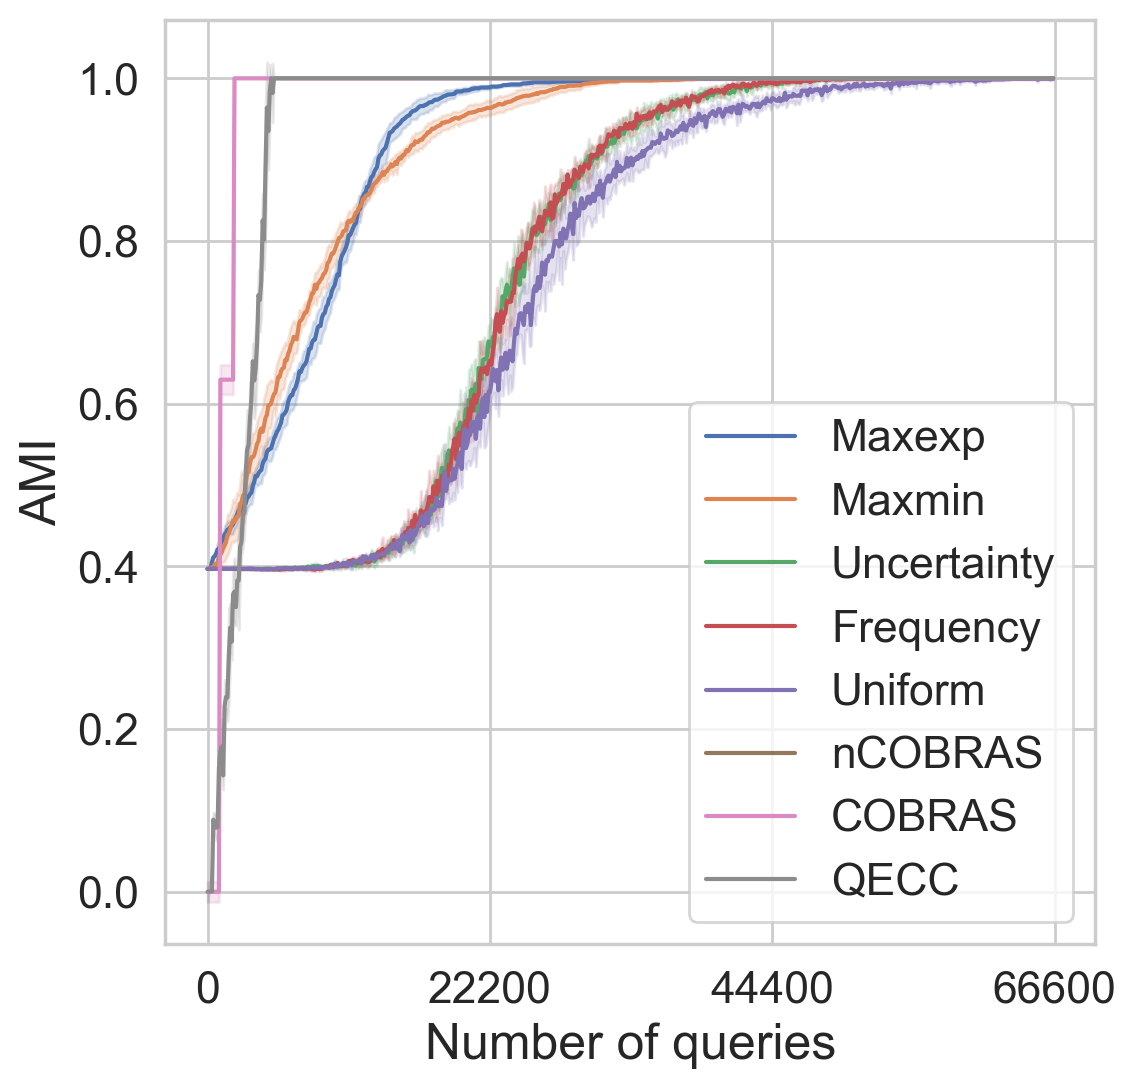 1.0
0.8
0.6
0.4
0.2
0.0
AMI
Maxexp
Maxmin
Uncertainty
Frequency
Uniform
nCOBRAS
COBRAS
QECC
0 22200 44400 66600
Number of queries